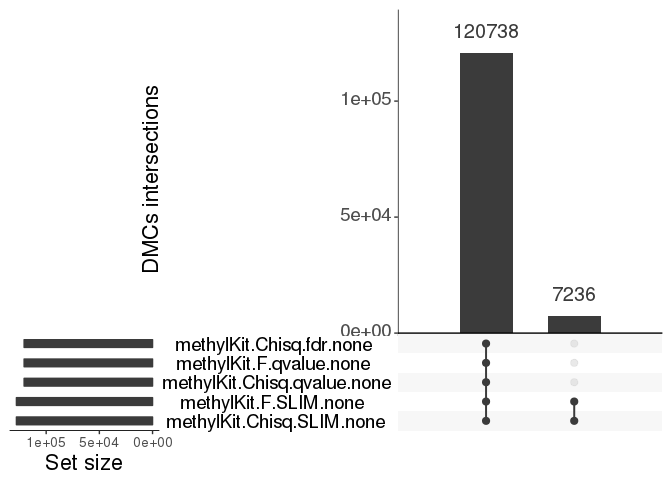 120738
1e+05
DMCs intersections
5e+04
7236
0e+00
methylKit.Chisq.fdr.none
methylKit.F.qvalue.none
methylKit.Chisq.qvalue.none
methylKit.F.SLIM.none
methylKit.Chisq.SLIM.none
1e+05 5e+04 0e+00
Set size